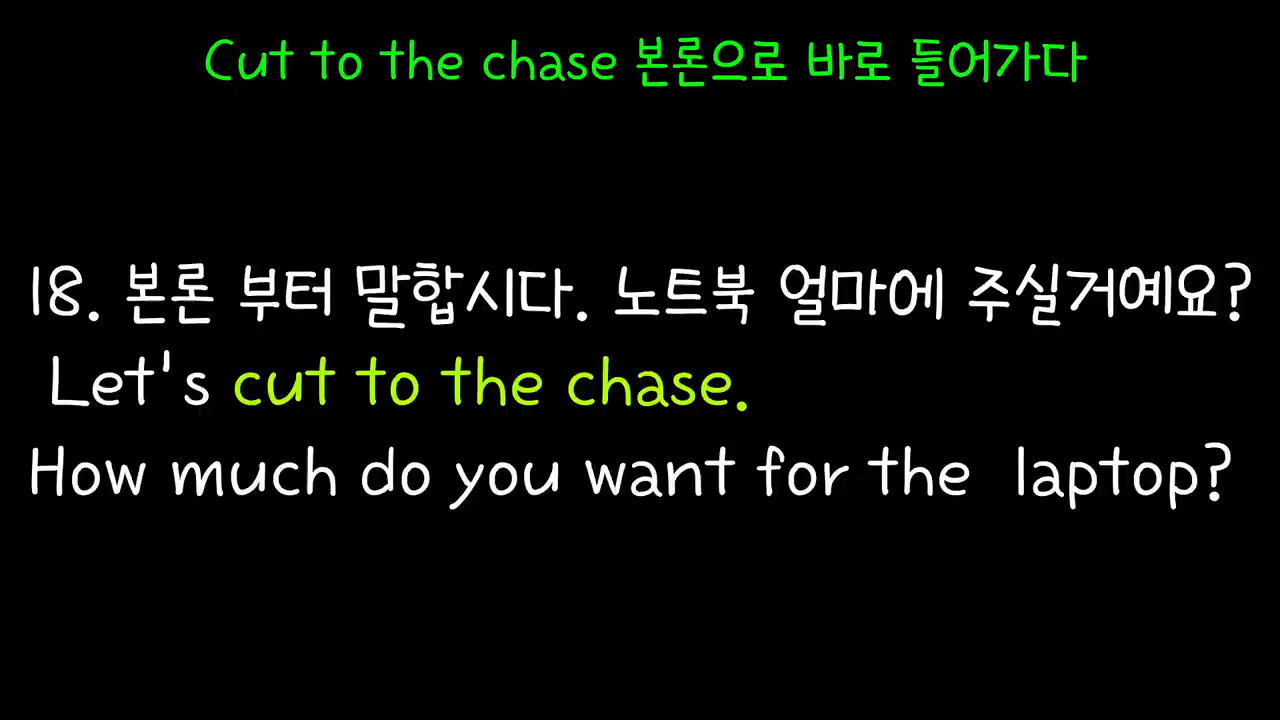 Cut to the chase 본론으로 바로 들어가다
18. 본론 부터 말합시다. 노트북 얼마에 주실거예요?
Let's cut to the chase.
How much do you want for the laptop?